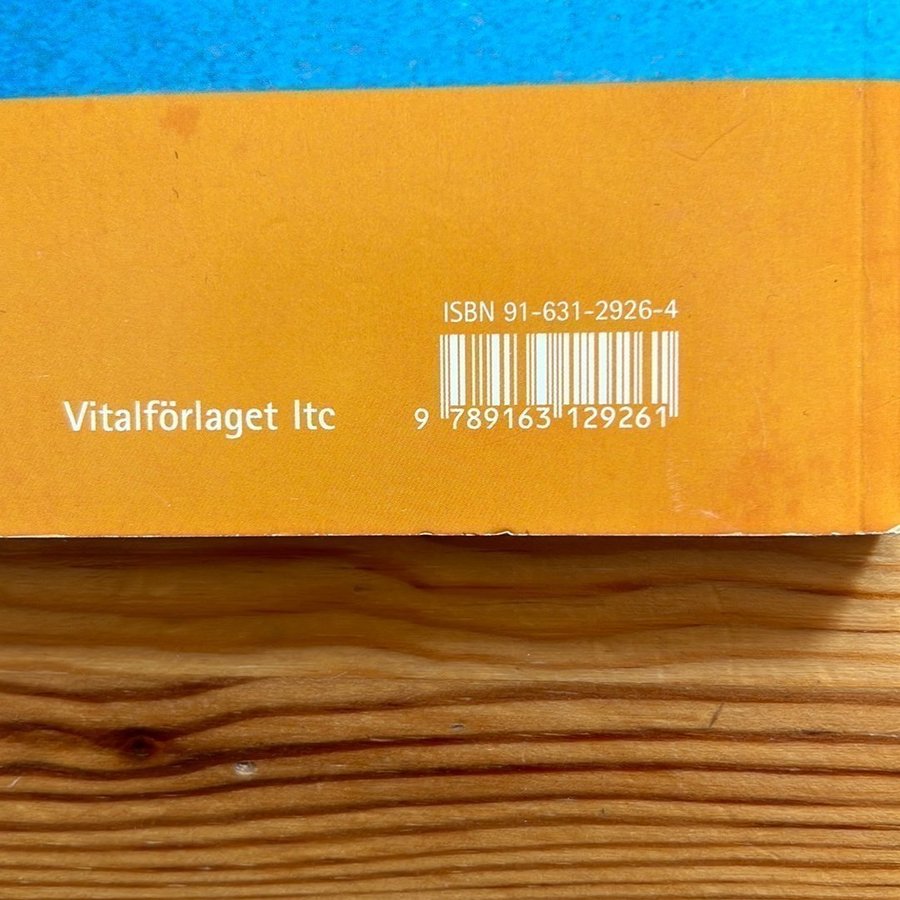 ISBN 91-631-2926-4
Vitalförlaget ltc
9 789163 129261